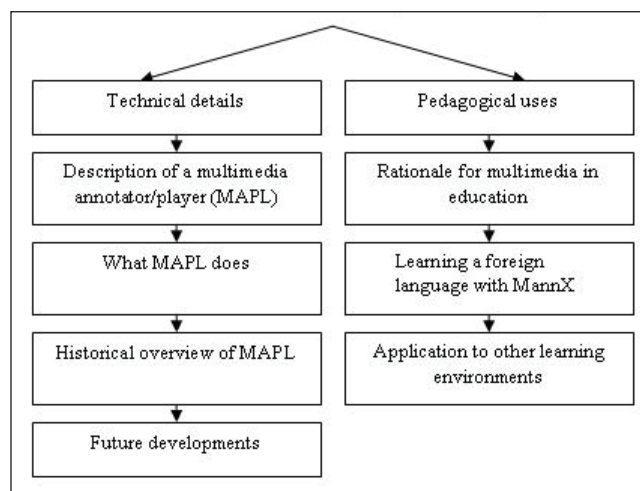 Technical details
Description of a multimedia
annotator/player (MAPL)
What MAPL does
Historical overview of MAPL
Future developments
Pedagogical uses
Rationale for multimedia in
education
Learning a foreign
language with MannX
Application to other learning
environments